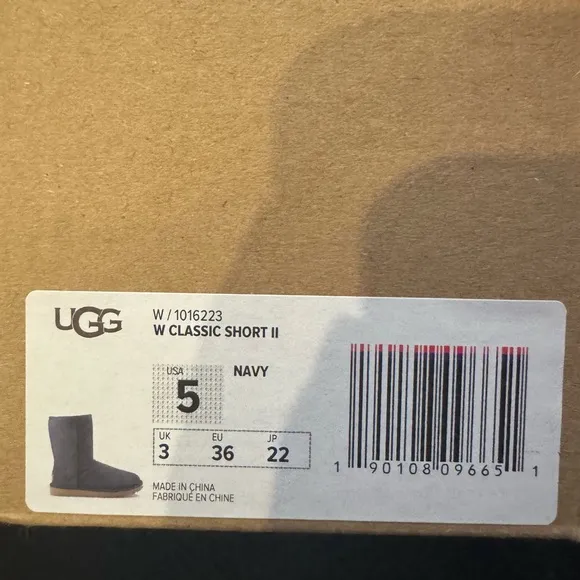 UGG
W / 1016223
W CLASSIC SHORT II
USA
5
NAVY
UK EU JP
3 36 22
MADE IN CHINA
FABRIQUÉ EN CHINE
1 90108 09665 1